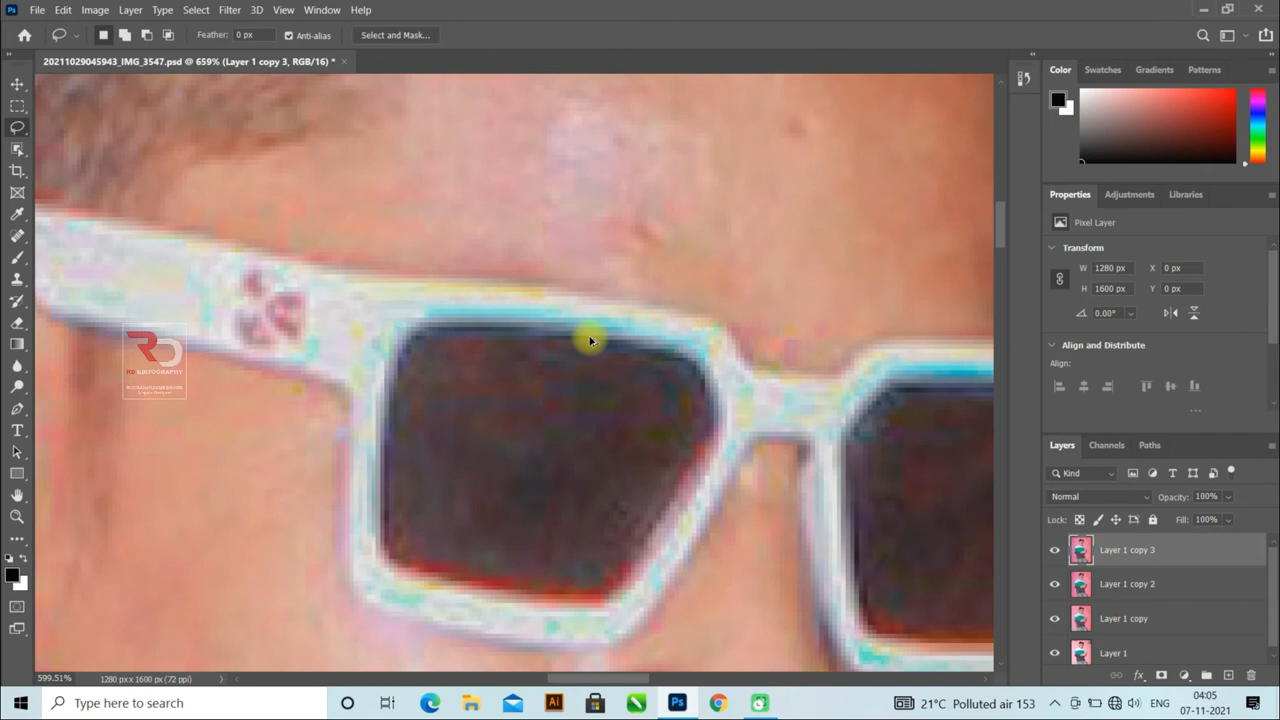 Ps File Edit Image Layer Type Select Filter 3D View Window Help
Feather: 0 px Anti-alias Select and Mask...
20211029045943_IMG_3547.psd @ 659% (Layer 1 copy 3, RGB/16) * ×
Color Swatches Gradients Patterns
Properties Adjustments Libraries
Pixel Layer
Transform
W 1280 px X 0 px
H 1600 px Y 0 px
0.00°
Align and Distribute
Align:
RD EDITOGRAPHY
Layers Channels Paths
Kind
Normal Opacity: 100%
Lock: Fill: 100%
Layer 1 copy 3
Layer 1 copy 2
Layer 1 copy
Layer 1
599.51% 1280 px x 1600 px (72 ppi)
Type here to search
Ai Ps 21°C Polluted air 153 ENG 04:05
07-11-2021